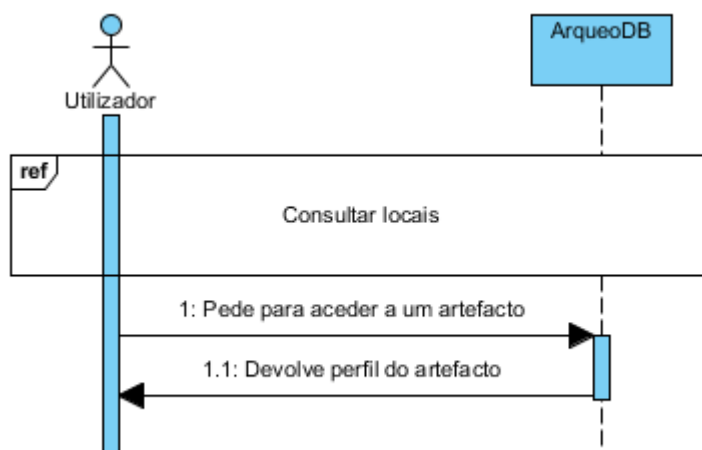 ArqueoDB
Utilizador
ref
Consultar locais
1: Pede para aceder a um artefacto
1.1: Devolve perfil do artefacto